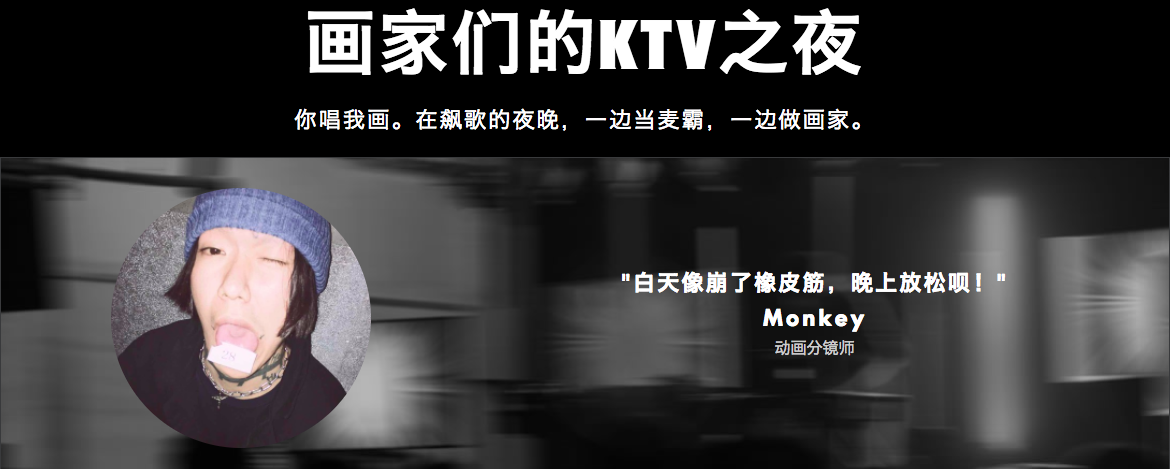 画家们的KTV之夜
你唱我画。在飙歌的夜晚，一边当麦霸，一边做画家。
"白天像崩了橡皮筋，晚上放松呗！"
Monkey
动画分镜师
28